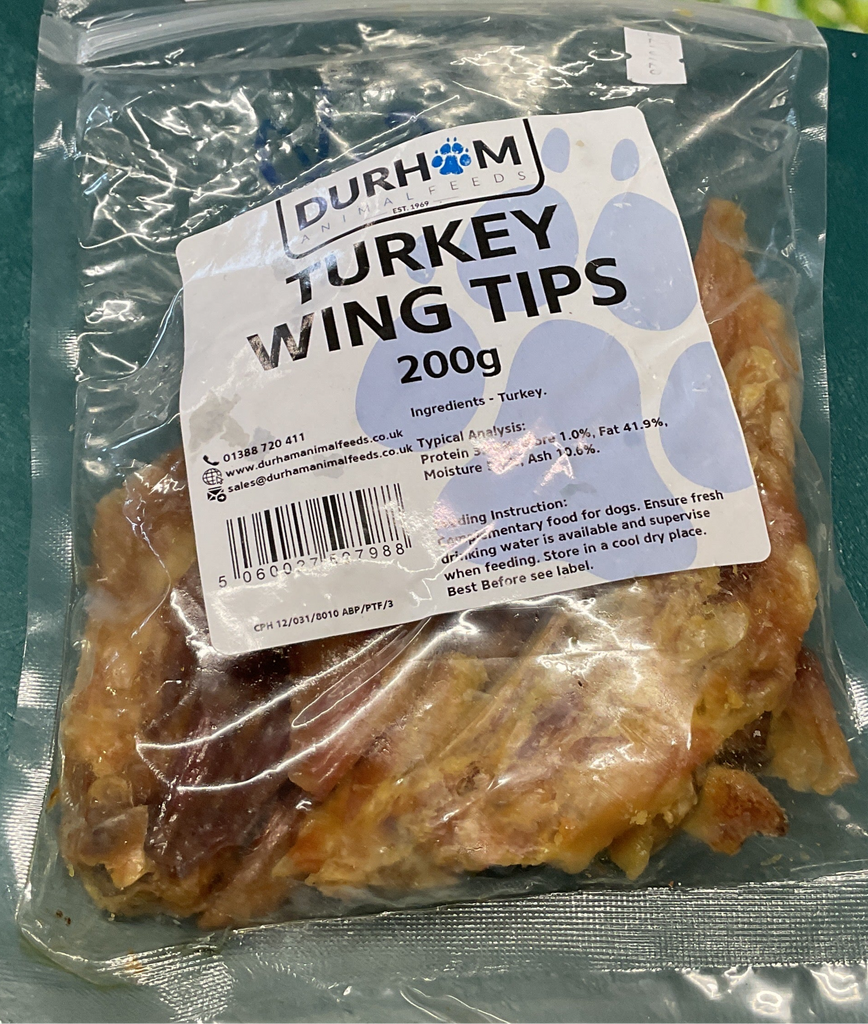 DURHAM
ANIMAL FEEDS
EST. 1969
TURKEY
WING TIPS
200g
Ingredients - Turkey.
01388 720 411
www.durhamanimalfeeds.co.uk
sales@durhamanimalfeeds.co.uk
Typical Analysis:
Protein 1.0%, Fat 41.9%,
Moisture Ash 10.6%.
Instruction:
food for dogs. Ensure fresh
drinking water is available and supervise
when feeding. Store in a cool dry place.
Best Before see label.
CPH 12/031/8010 ABP/PTF/3